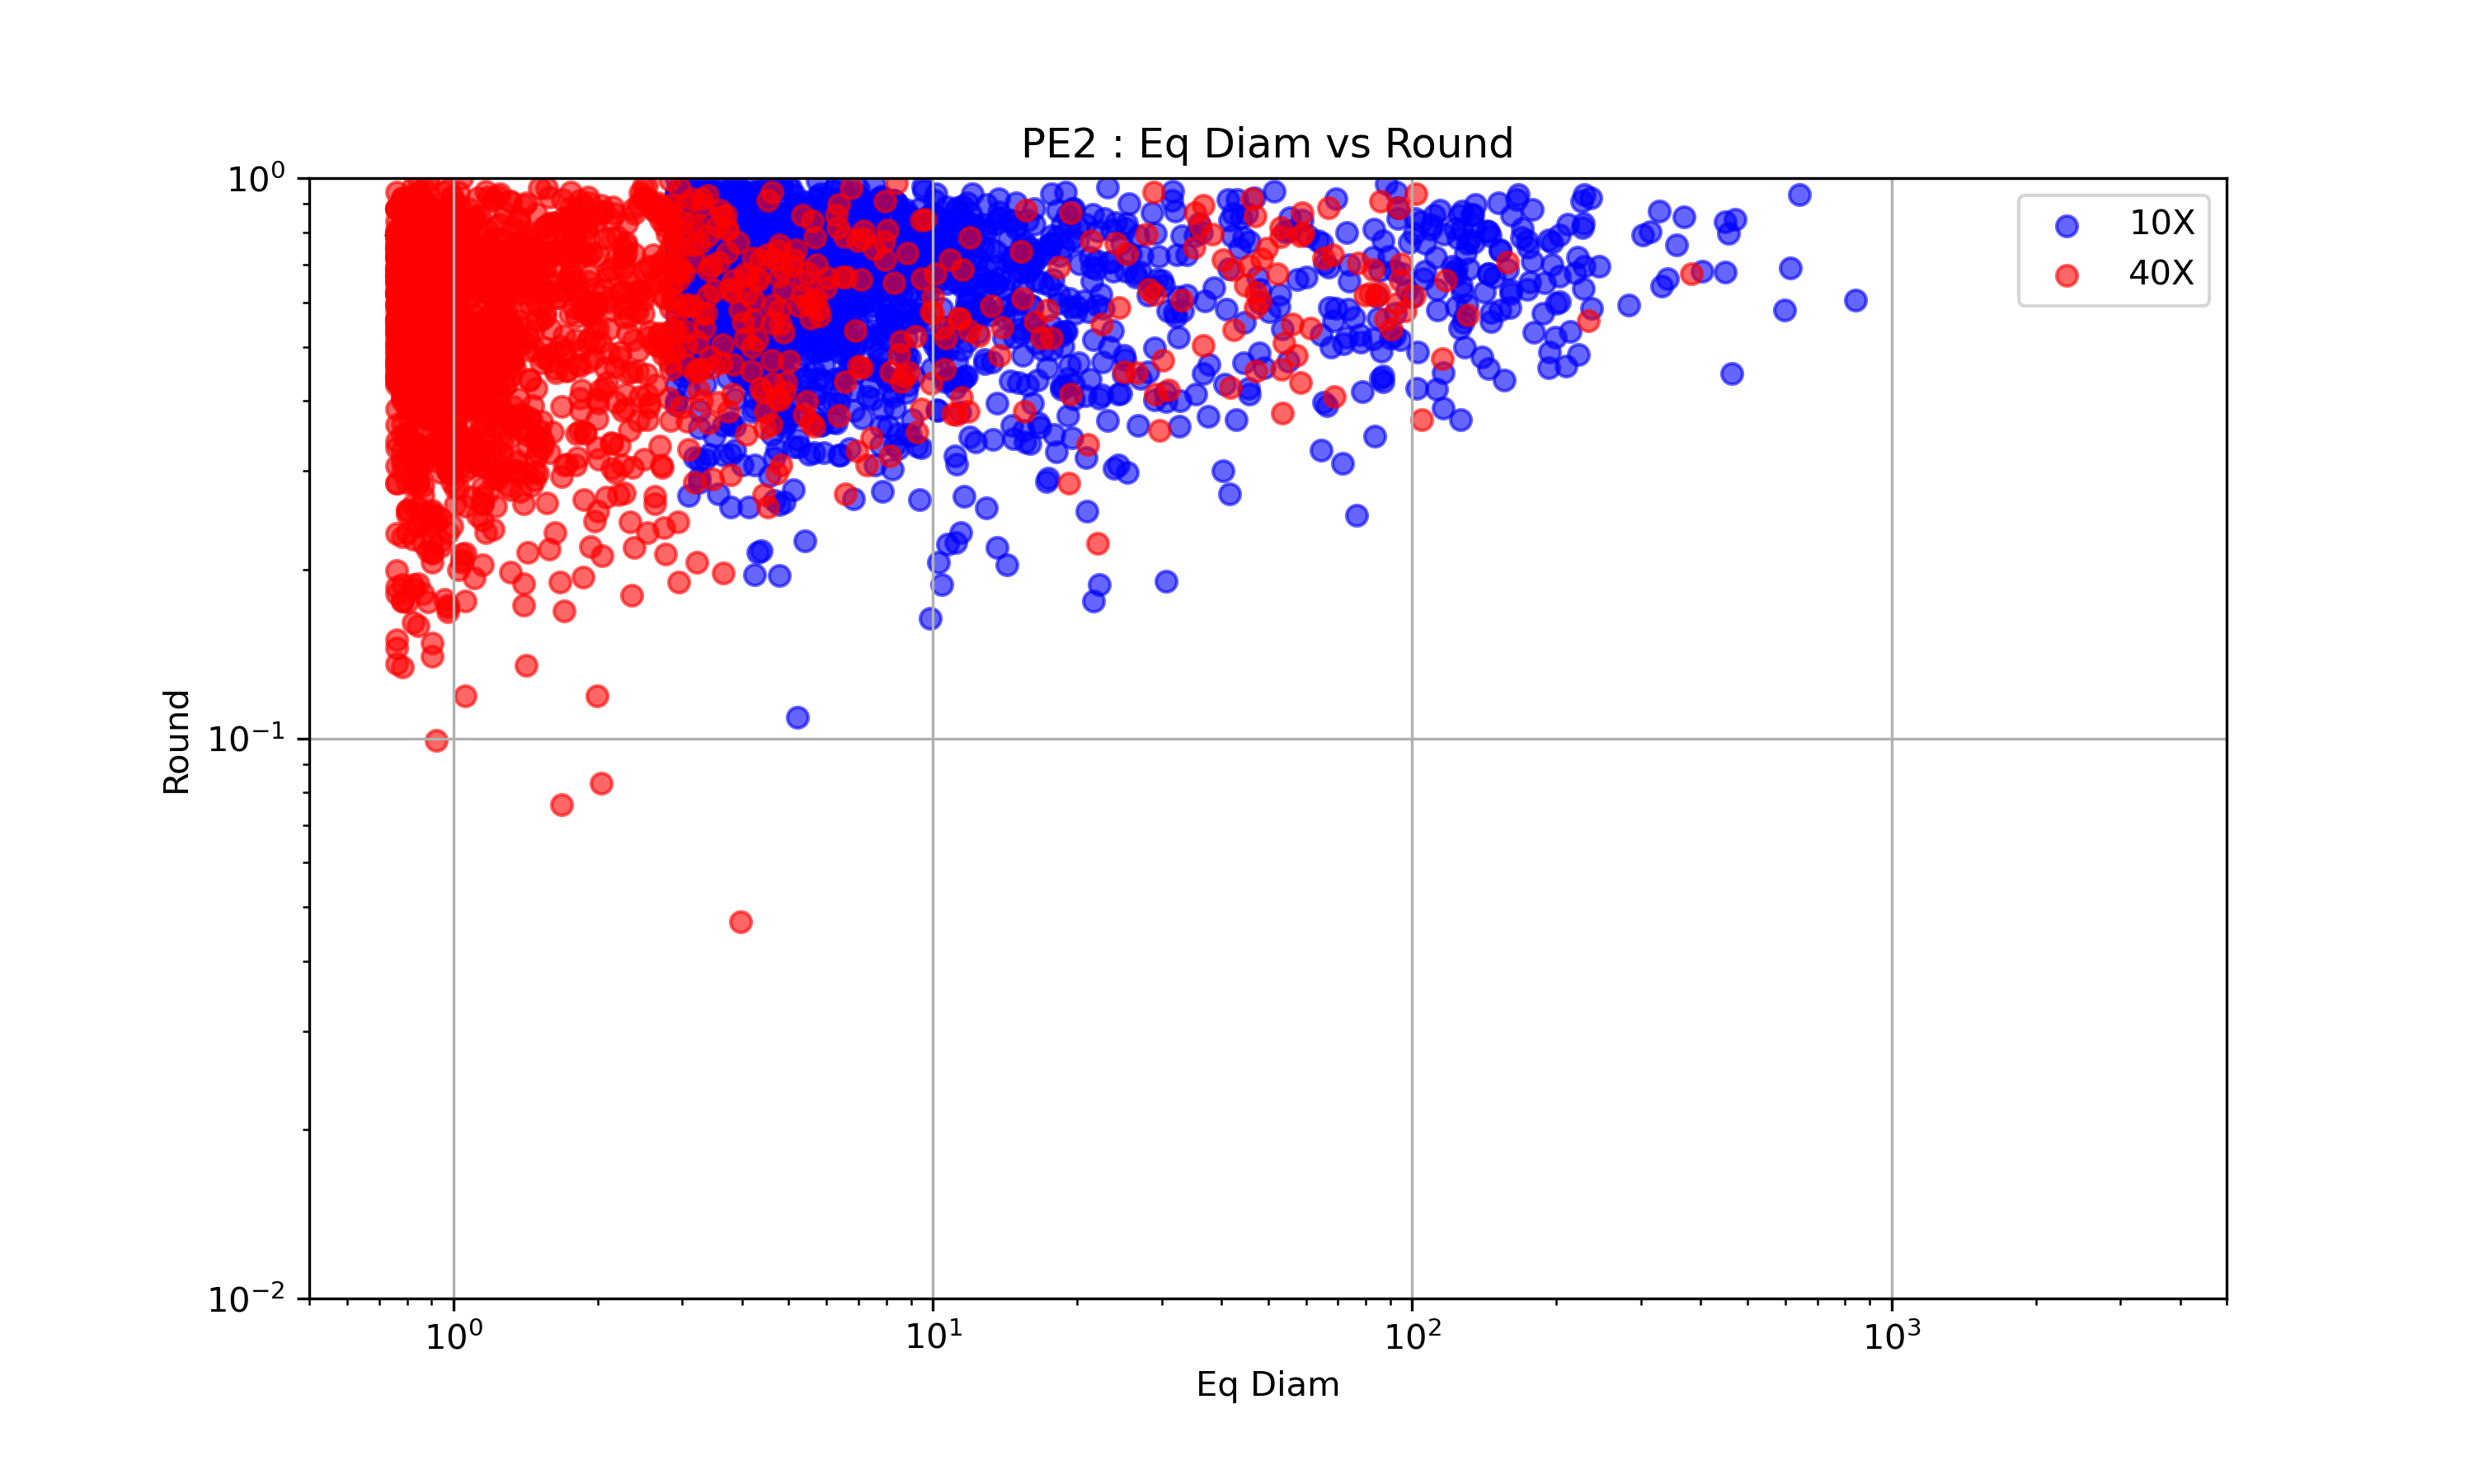 PE2 : Eq Diam vs Round
10X
40X
Round
10⁰
10⁻¹
10⁻²
10⁰ 10¹ 10² 10³
Eq Diam